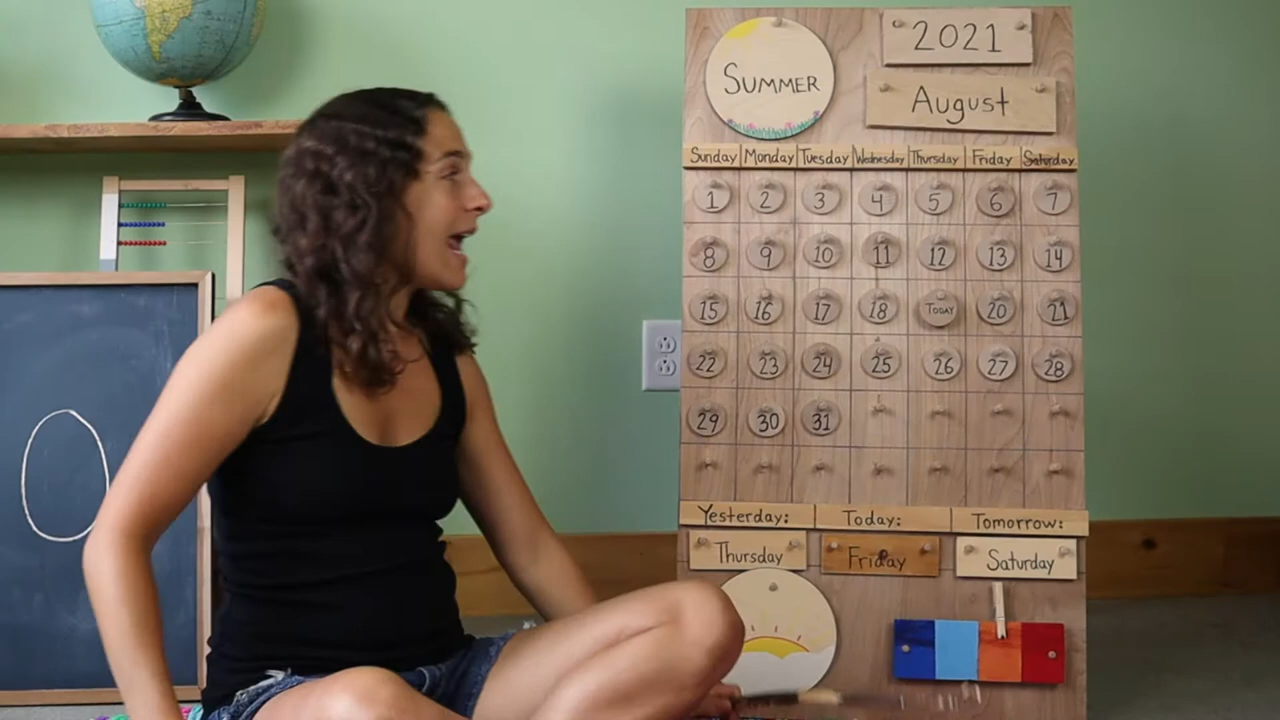 2021
SUMMER
August
Sunday Monday Tuesday Wednesday Thursday Friday Saturday
1 2 3 4 5 6 7
8 9 10 11 12 13 14
15 16 17 18 TODAY 20 21
22 23 24 25 26 27 28
29 30 31
Yesterday: Today: Tomorrow:
Thursday Friday Saturday